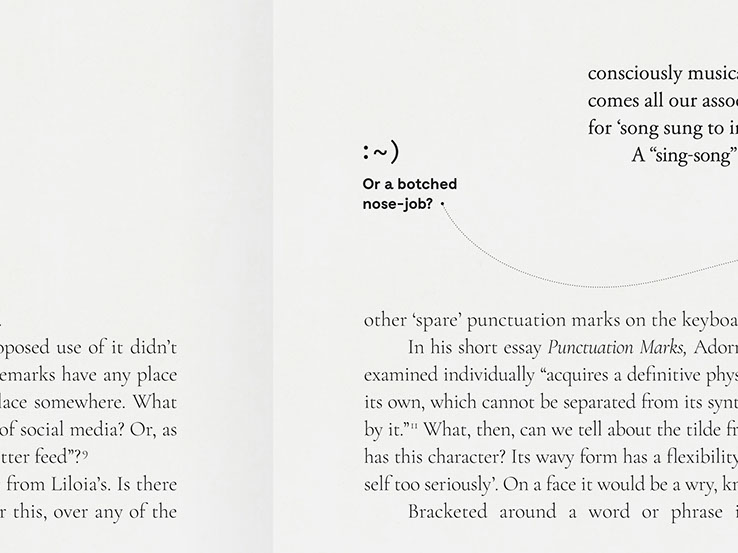 .
pposed use of it didn’t
emarks have any place
lace somewhere. What
of social media? Or, as
tter feed”?⁹
from Liloia’s. Is there
r this, over any of the
consciously music
comes all our asso
for ‘song sung to i
A “sing-song”
:~)
Or a botched
nose-job?
other ‘spare’ punctuation marks on the keyboa
In his short essay Punctuation Marks, Ador
examined individually “acquires a definitive phys
its own, which cannot be separated from its synt
by it.”¹¹ What, then, can we tell about the tilde fr
has this character? Its wavy form has a flexibility
self too seriously’. On a face it would be a wry, k
Bracketed around a word or phrase i